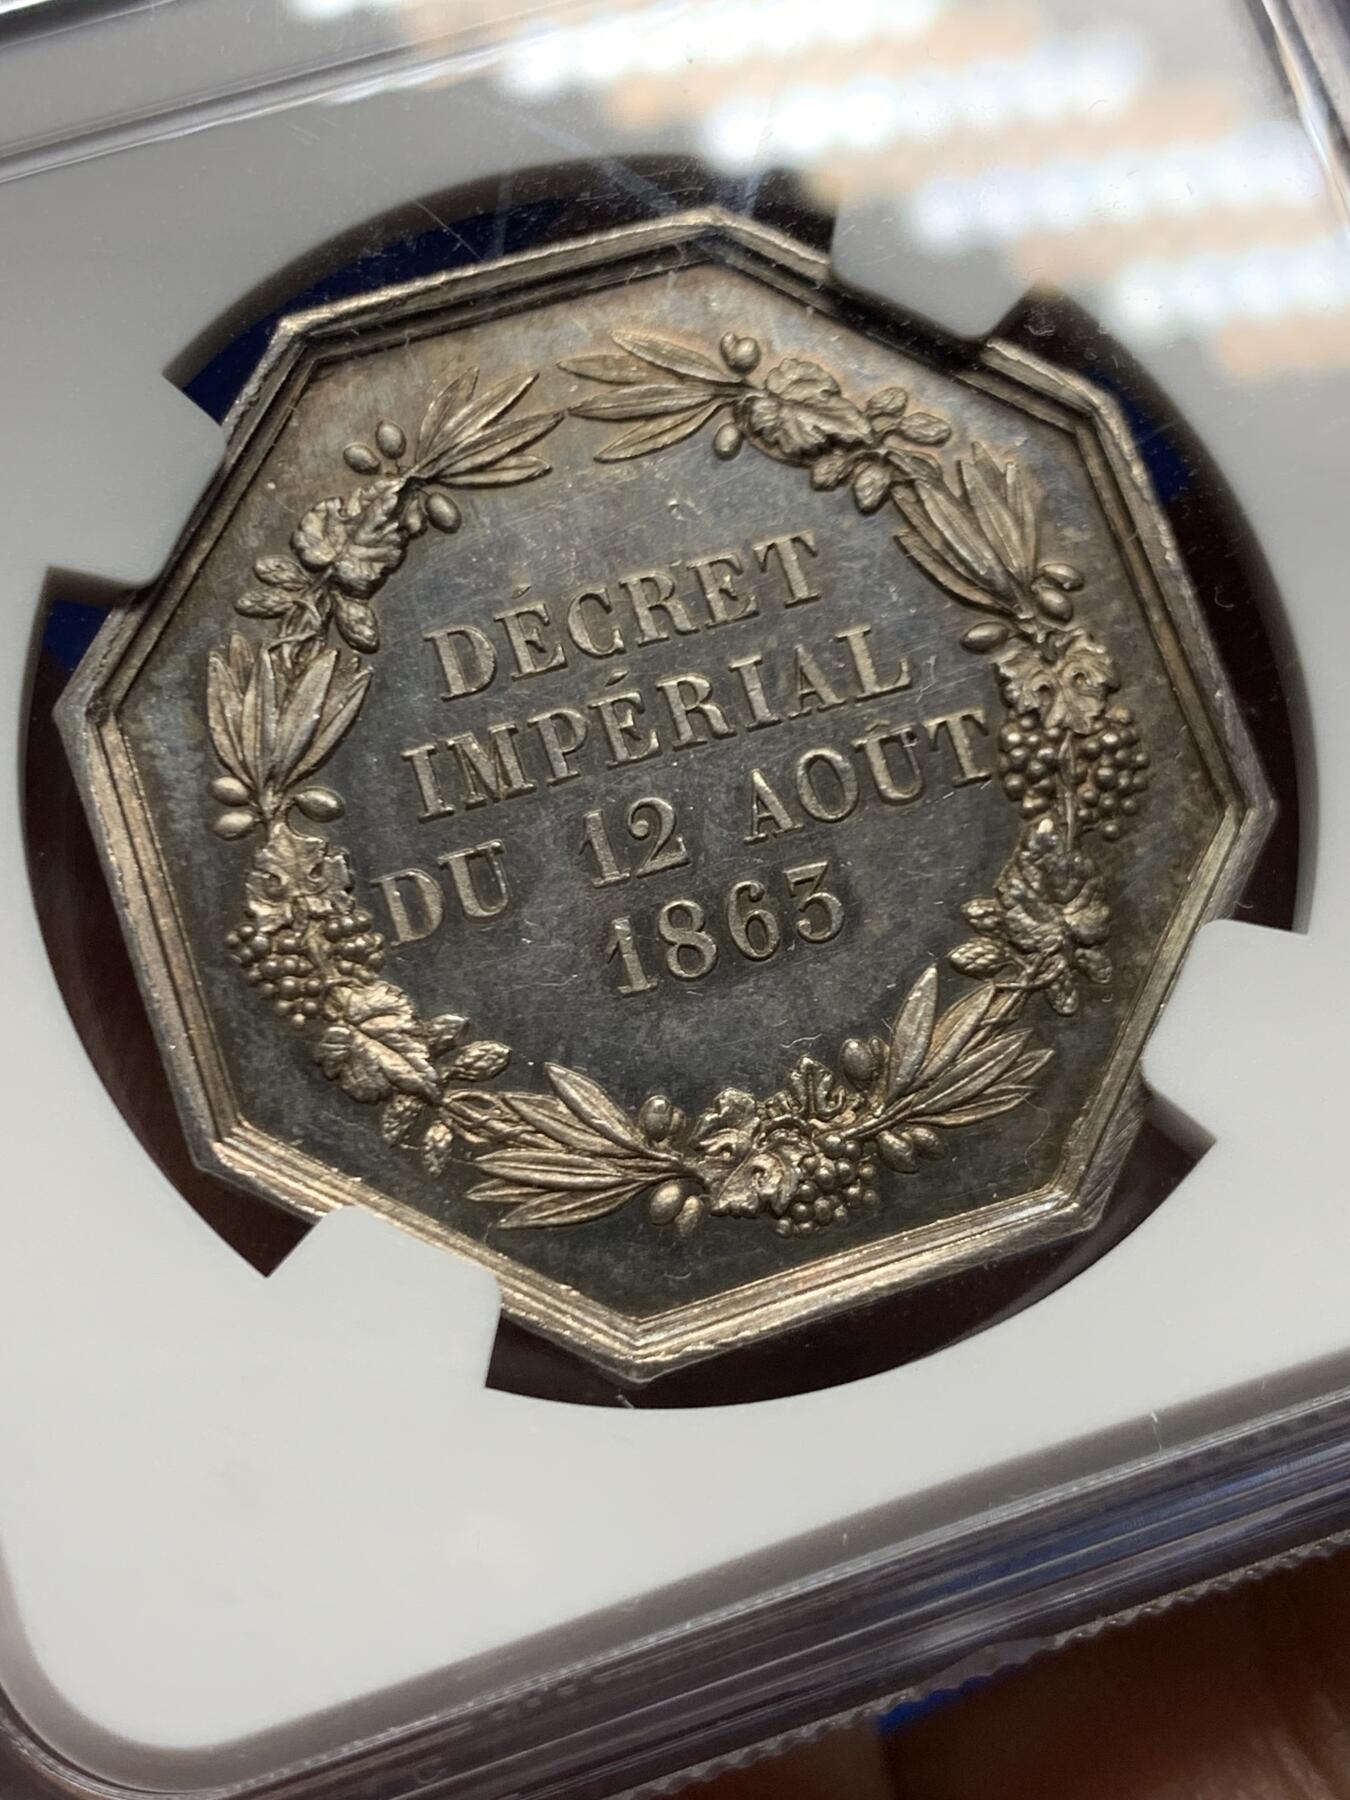 DÉCRET
IMPÉRIAL
DU 12 AOÛT
1863